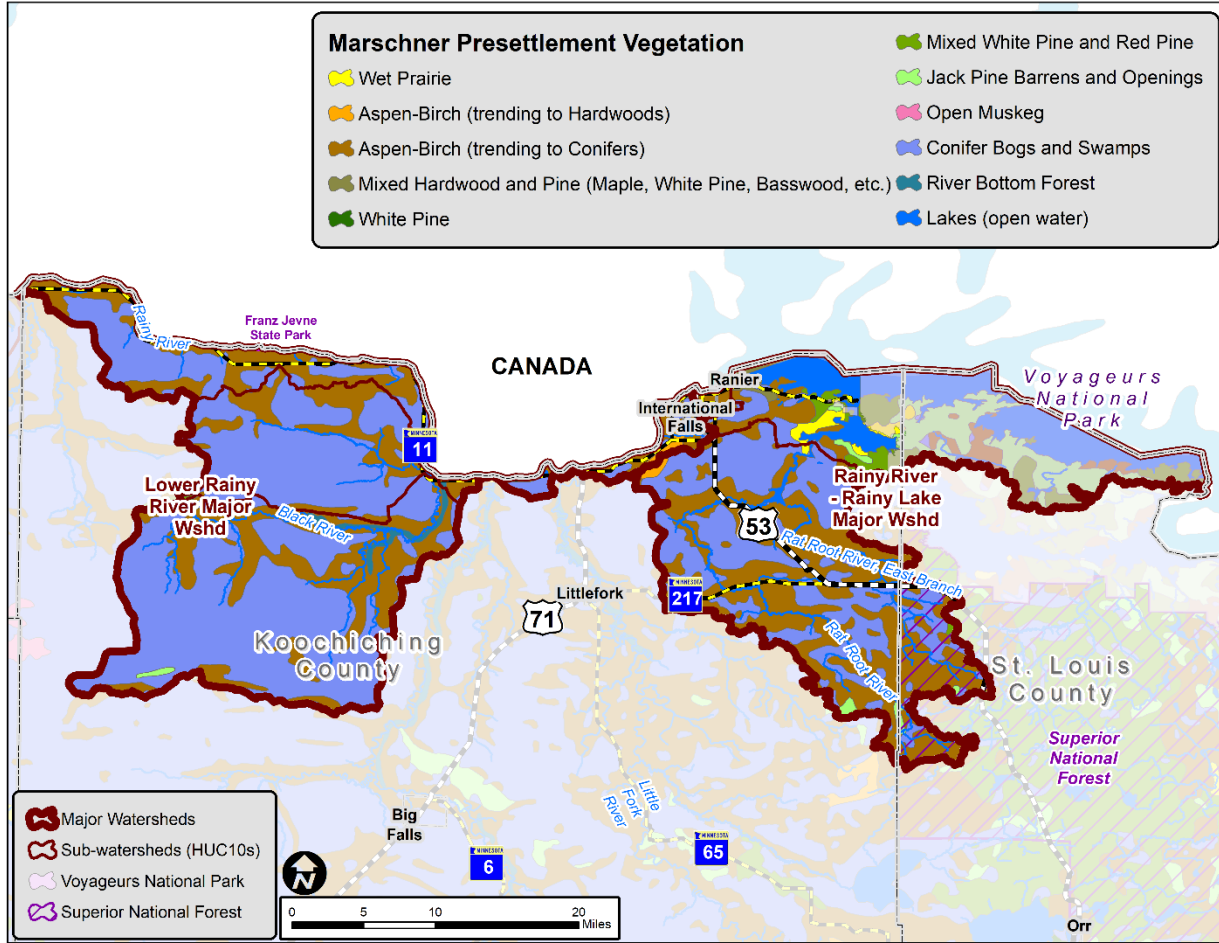 Marschner Presettlement Vegetation
Wet Prairie
Aspen-Birch (trending to Hardwoods)
Aspen-Birch (trending to Conifers)
Mixed Hardwood and Pine (Maple, White Pine, Basswood, etc.)
White Pine
Mixed White Pine and Red Pine
Jack Pine Barrens and Openings
Open Muskeg
Conifer Bogs and Swamps
River Bottom Forest
Lakes (open water)
Rainy River
Franz Jevne
State Park
CANADA
Ranier
International
Falls
Voyageurs
National
Park
MINNESOTA
11
Lower Rainy
River Major
Wshd
Black River
Rainy River
- Rainy Lake
Major Wshd
53
Rat Root River, East Branch
Littlefork
MINNESOTA
217
71
Koochiching
County
Rat Root River
St. Louis
County
Superior
National
Forest
Little
Fork
River
Big
Falls
MINNESOTA
6
MINNESOTA
65
Orr
Major Watersheds
Sub-watersheds (HUC10s)
Voyageurs National Park
Superior National Forest
N
0 5 10 20
Miles